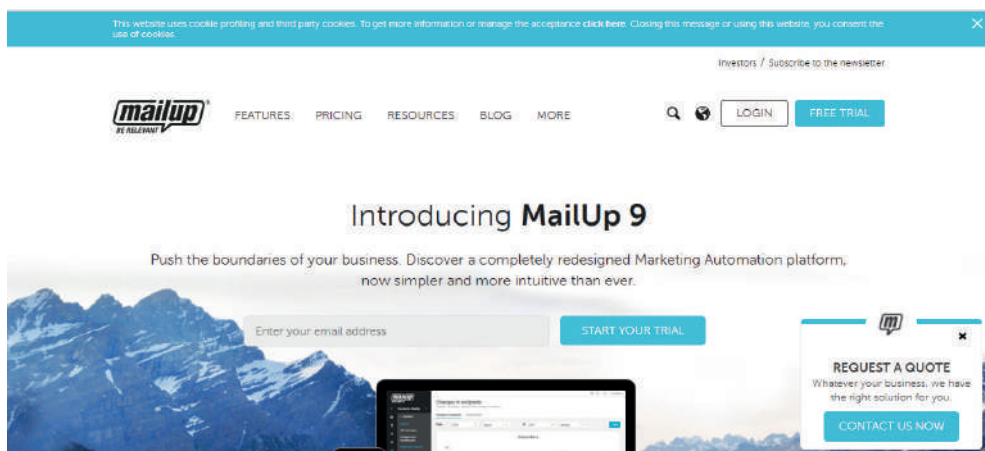 This website uses cookie profiling and third party cookies. To get more information or manage the acceptance click here. Closing this message or using this website, you consent the
use of cookies.
Investors / Subscribe to the newsletter
mailup
BE RELEVANT
FEATURES PRICING RESOURCES BLOG MORE
LOGIN FREE TRIAL
Introducing MailUp 9
Push the boundaries of your business. Discover a completely redesigned Marketing Automation platform,
now simpler and more intuitive than ever.
Enter your email address START YOUR TRIAL
m
REQUEST A QUOTE
Whatever your business, we have
the right solution for you.
CONTACT US NOW
mailup
Changes in recipients